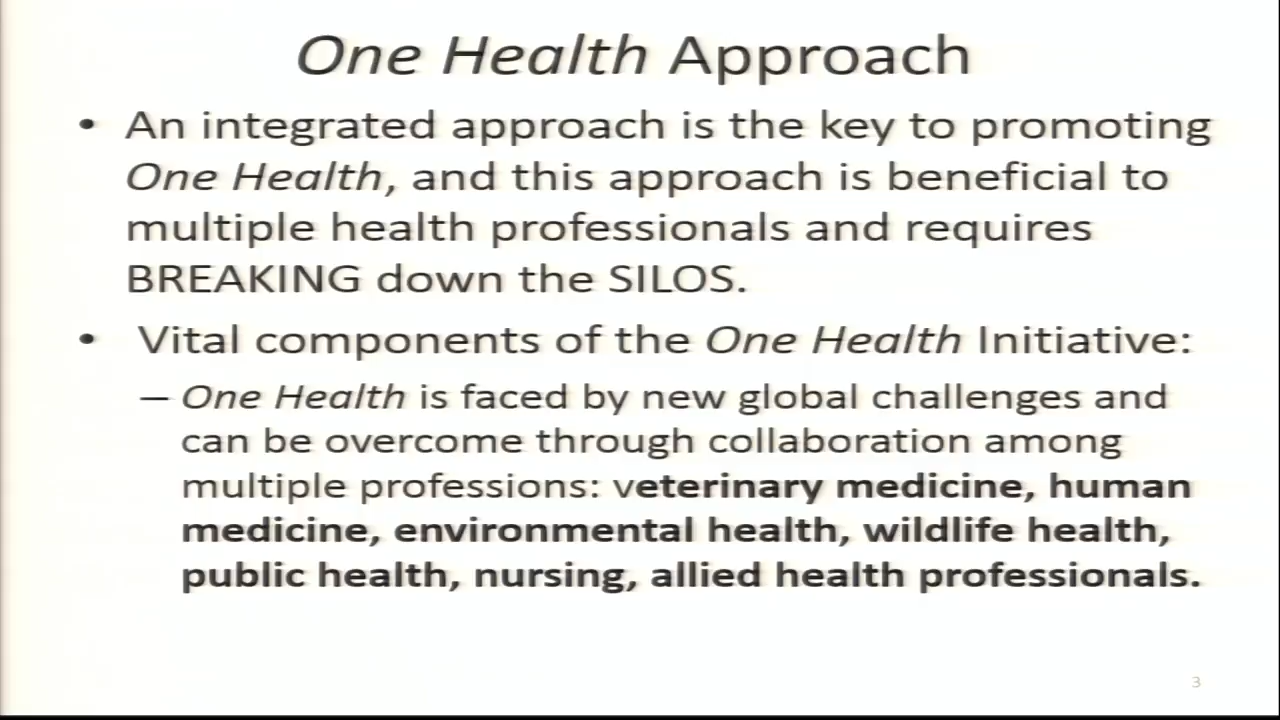 One Health Approach
• An integrated approach is the key to promoting
One Health, and this approach is beneficial to
multiple health professionals and requires
BREAKING down the SILOS.
• Vital components of the One Health Initiative:
– One Health is faced by new global challenges and
can be overcome through collaboration among
multiple professions: veterinary medicine, human
medicine, environmental health, wildlife health,
public health, nursing, allied health professionals.
3